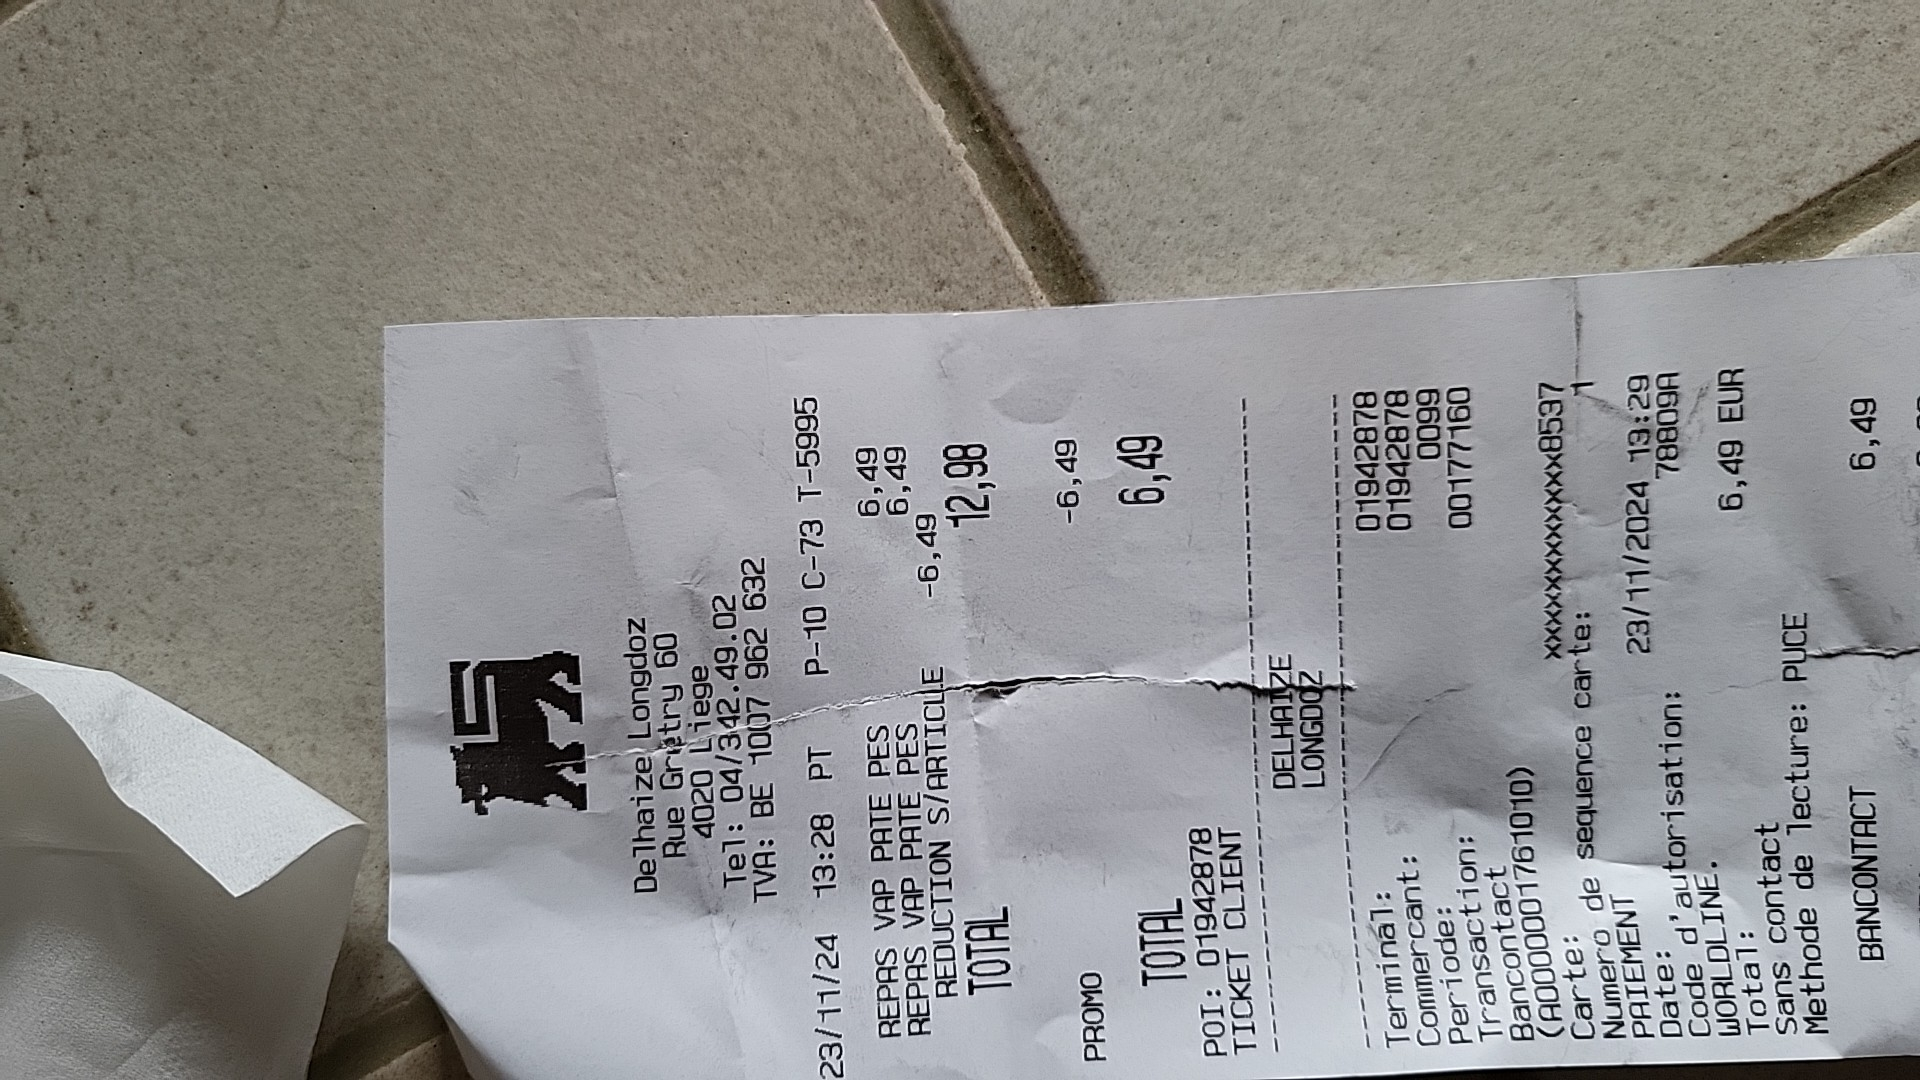 Delhaize Longdoz
Rue Grétry 60
4020 Liege
Tel: 04/342.49.02
TVA: BE 1007 962 632
23/11/24 13:28 PT P-10 C-73 T-5995
REPAS VAP PATE PES 6,49
REPAS VAP PATE PES 6,49
REDUCTION S/ARTICLE -6,49
TOTAL 12,98
PROMO -6,49
TOTAL 6,49
POI: 01942878
TICKET CLIENT
DELHAIZE
LONGDOZ
Terminal: 01942878
Commercant: 01942878
Periode: 0099
Transaction: 00177160
Bancontact
(A00000001761010)
Carte: xxxxxxxxxxxxx8537
Numero de sequence carte: 1
PAIEMENT
Date: 23/11/2024 13:29
Code d'autorisation: 78809A
WORLDLINE.
Total: 6,49 EUR
Sans contact
Methode de lecture: PUCE
BANCONTACT 6,49